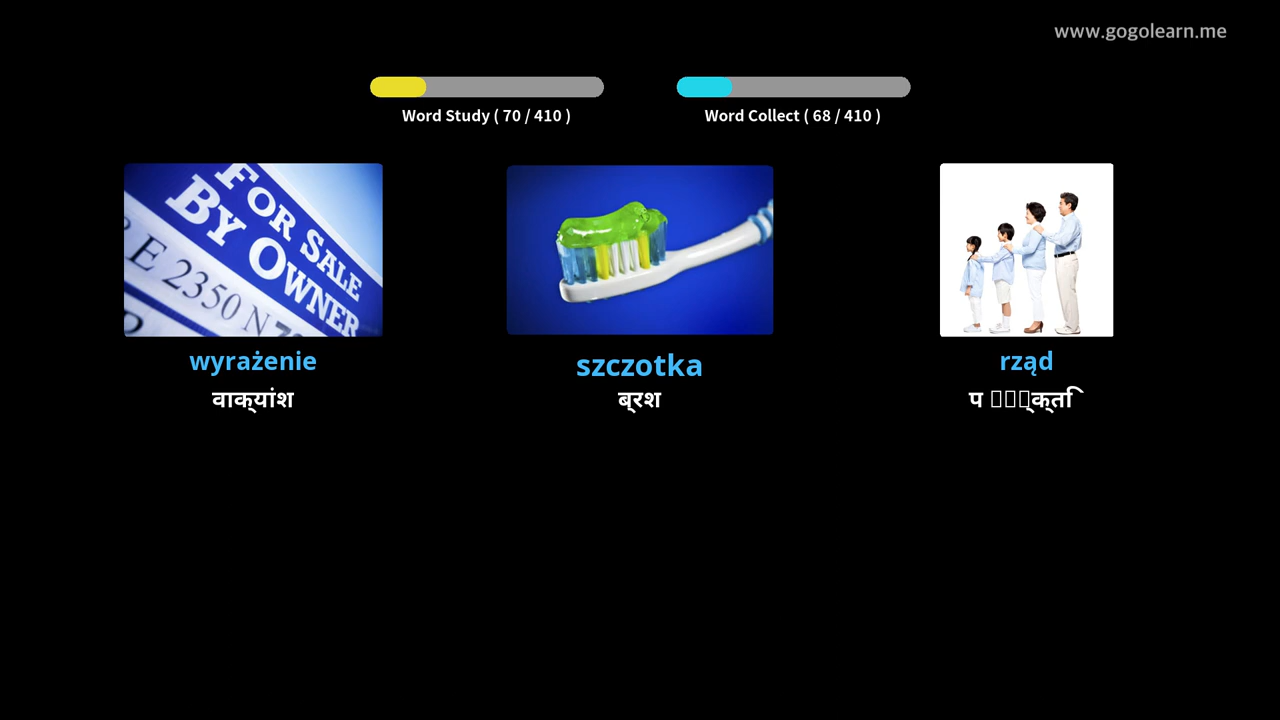 www.gogolearn.me
Word Study ( 70 / 410 )
Word Collect ( 68 / 410 )
FOR SALE
BY OWNER
E 2350 N
wyrażenie
szczotka
rząd
वाक्यांश
ब्रश